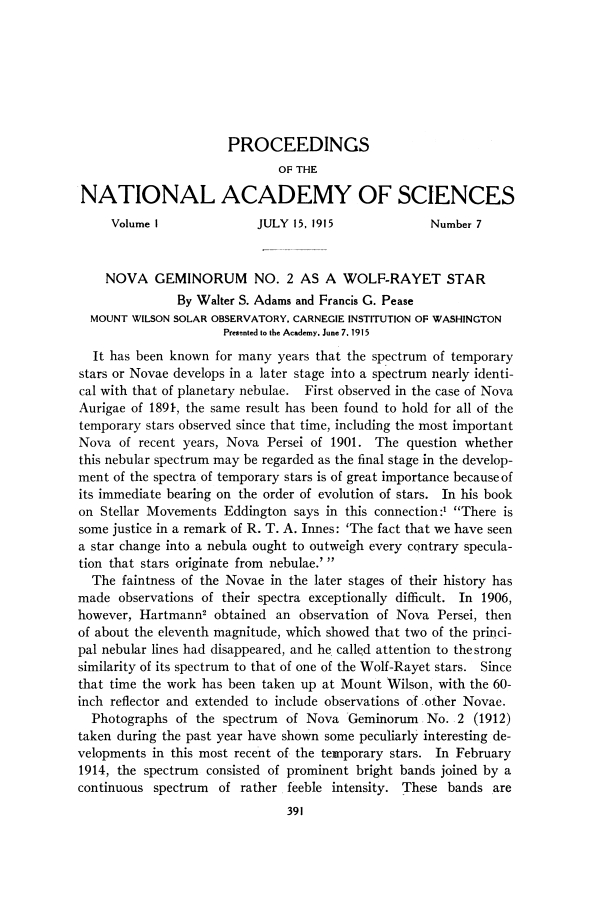 PROCEEDINGS
OF THE
NATIONAL ACADEMY OF SCIENCES
Volume 1 JULY 15, 1915 Number 7
NOVA GEMINORUM NO. 2 AS A WOLF-RAYET STAR
By Walter S. Adams and Francis G. Pease
MOUNT WILSON SOLAR OBSERVATORY, CARNEGIE INSTITUTION OF WASHINGTON
Presented to the Academy, June 7, 1915
It has been known for many years that the spectrum of temporary
stars or Novae develops in a later stage into a spectrum nearly identi-
cal with that of planetary nebulae. First observed in the case of Nova
Aurigae of 1891, the same result has been found to hold for all of the
temporary stars observed since that time, including the most important
Nova of recent years, Nova Persei of 1901. The question whether
this nebular spectrum may be regarded as the final stage in the develop-
ment of the spectra of temporary stars is of great importance because of
its immediate bearing on the order of evolution of stars. In his book
on Stellar Movements Eddington says in this connection:¹ “There is
some justice in a remark of R. T. A. Innes: ‘The fact that we have seen
a star change into a nebula ought to outweigh every contrary specula-
tion that stars originate from nebulae.’ ”
The faintness of the Novae in the later stages of their history has
made observations of their spectra exceptionally difficult. In 1906,
however, Hartmann² obtained an observation of Nova Persei, then
of about the eleventh magnitude, which showed that two of the princi-
pal nebular lines had disappeared, and he called attention to the strong
similarity of its spectrum to that of one of the Wolf-Rayet stars. Since
that time the work has been taken up at Mount Wilson, with the 60-
inch reflector and extended to include observations of other Novae.
Photographs of the spectrum of Nova Geminorum No. 2 (1912)
taken during the past year have shown some peculiarly interesting de-
velopments in this most recent of the temporary stars. In February
1914, the spectrum consisted of prominent bright bands joined by a
continuous spectrum of rather feeble intensity. These bands are
391